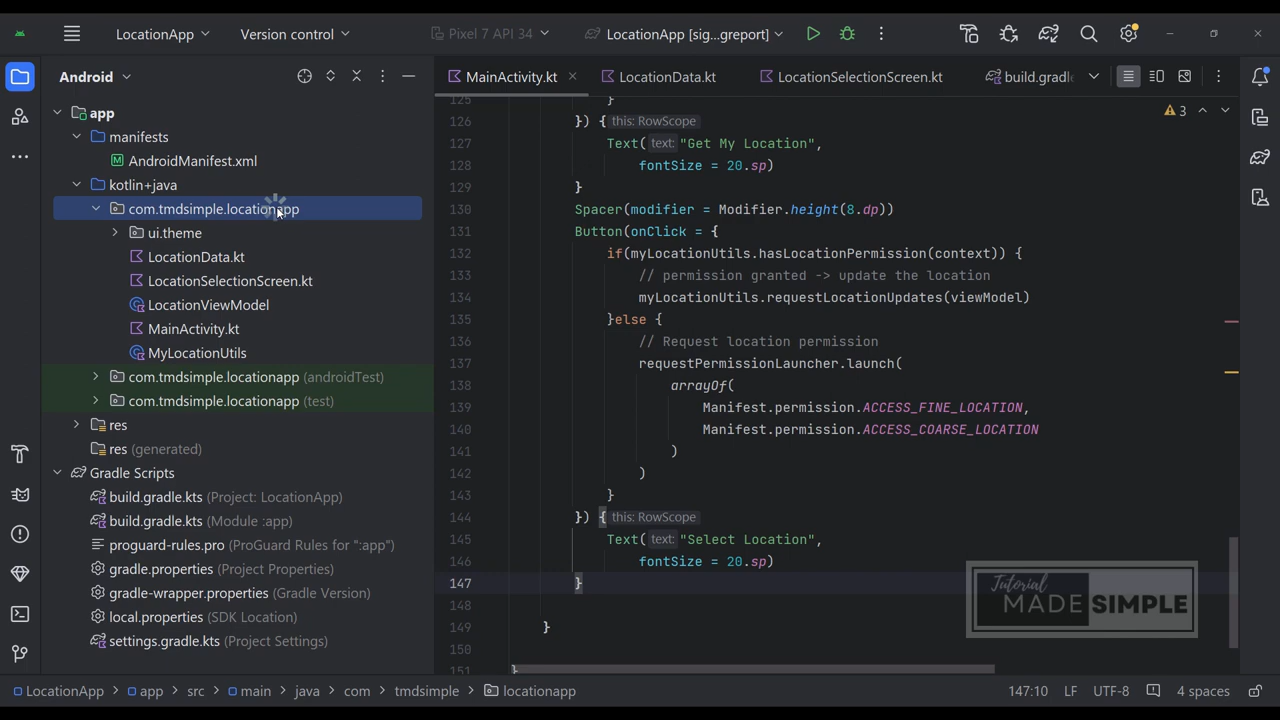 LocationApp
Version control
Pixel 7 API 34
LocationApp [sig...greport]
Android
MainActivity.kt
LocationData.kt
LocationSelectionScreen.kt
build.gradl
app
manifests
AndroidManifest.xml
kotlin+java
com.tmdsimple.locationapp
ui.theme
LocationData.kt
LocationSelectionScreen.kt
LocationViewModel
MainActivity.kt
MyLocationUtils
com.tmdsimple.locationapp (androidTest)
com.tmdsimple.locationapp (test)
res
res (generated)
Gradle Scripts
build.gradle.kts (Project: LocationApp)
build.gradle.kts (Module :app)
proguard-rules.pro (ProGuard Rules for ":app")
gradle.properties (Project Properties)
gradle-wrapper.properties (Gradle Version)
local.properties (SDK Location)
settings.gradle.kts (Project Settings)
3
125 }
126 }) { this: RowScope
127 Text( text: "Get My Location",
128 fontSize = 20.sp)
129 }
130 Spacer(modifier = Modifier.height(8.dp))
131 Button(onClick = {
132 if(myLocationUtils.hasLocationPermission(context)) {
133 // permission granted -> update the location
134 myLocationUtils.requestLocationUpdates(viewModel)
135 }else {
136 // Request location permission
137 requestPermissionLauncher.launch(
138 arrayOf(
139 Manifest.permission.ACCESS_FINE_LOCATION,
140 Manifest.permission.ACCESS_COARSE_LOCATION
141 )
142 )
143 }
144 }) { this: RowScope
145 Text( text: "Select Location",
146 fontSize = 20.sp)
147 }
148
149 }
150
151 }
Tutorial
MADE SIMPLE
LocationApp > app > src > main > java > com > tmdsimple > locationapp
147:10 LF UTF-8 4 spaces